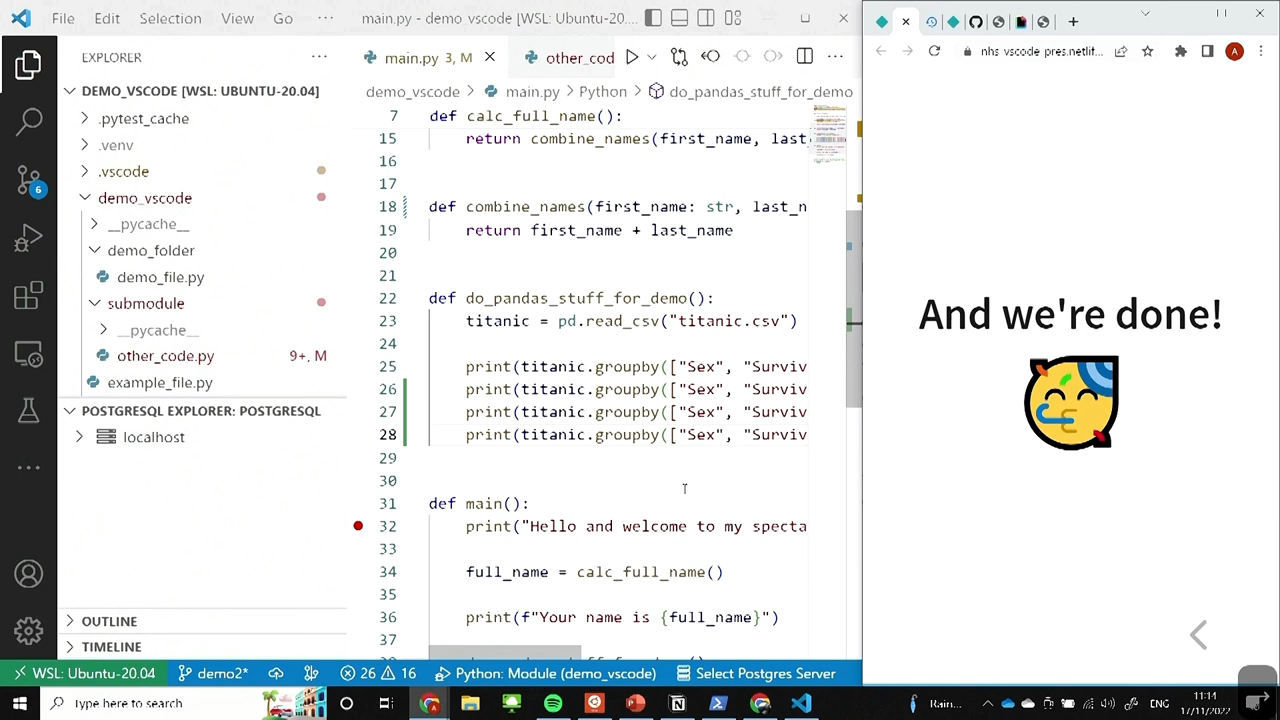 File Edit Selection View Go ··· main.py - demo_vscode [WSL: Ubuntu-20....
EXPLORER ···
DEMO_VSCODE [WSL: UBUNTU-20.04]
.pytest_cache
.venv
.vscode
demo_vscode
__pycache__
demo_folder
demo_file.py
submodule
__pycache__
other_code.py 9+, M
example_file.py
POSTGRESQL EXPLORER: POSTGRESQL
localhost
OUTLINE
TIMELINE
6
main.py 3, M other_cod
demo_vscode > main.py > Python > do_pandas_stuff_for_demo
7 def calc_full_name():
15 return combine_names(first_name, last_
16
17
18 def combine_names(first_name: str, last_n
19 return first_name + last_name
20
21
22 def do_pandas_stuff_for_demo():
23 titanic = pd.read_csv("titanic.csv")
24
25 print(titanic.groupby(["Sex", "Surviv
26 print(titanic.groupby(["Sex", "Surviv
27 print(titanic.groupby(["Sex", "Surviv
28 print(titanic.groupby(["Sex", "Surviv
29
30
31 def main():
32 print("Hello and welcome to my specta
33
34 full_name = calc_full_name()
35
36 print(f"Your name is {full_name}")
37
WSL: Ubuntu-20.04 demo2* 26 16 Python: Module (demo_vscode) Select Postgres Server
nhs_vscode_pres.netlif... A
And we're done!
Type here to search
Rain... ENG 11:14
17/11/2022